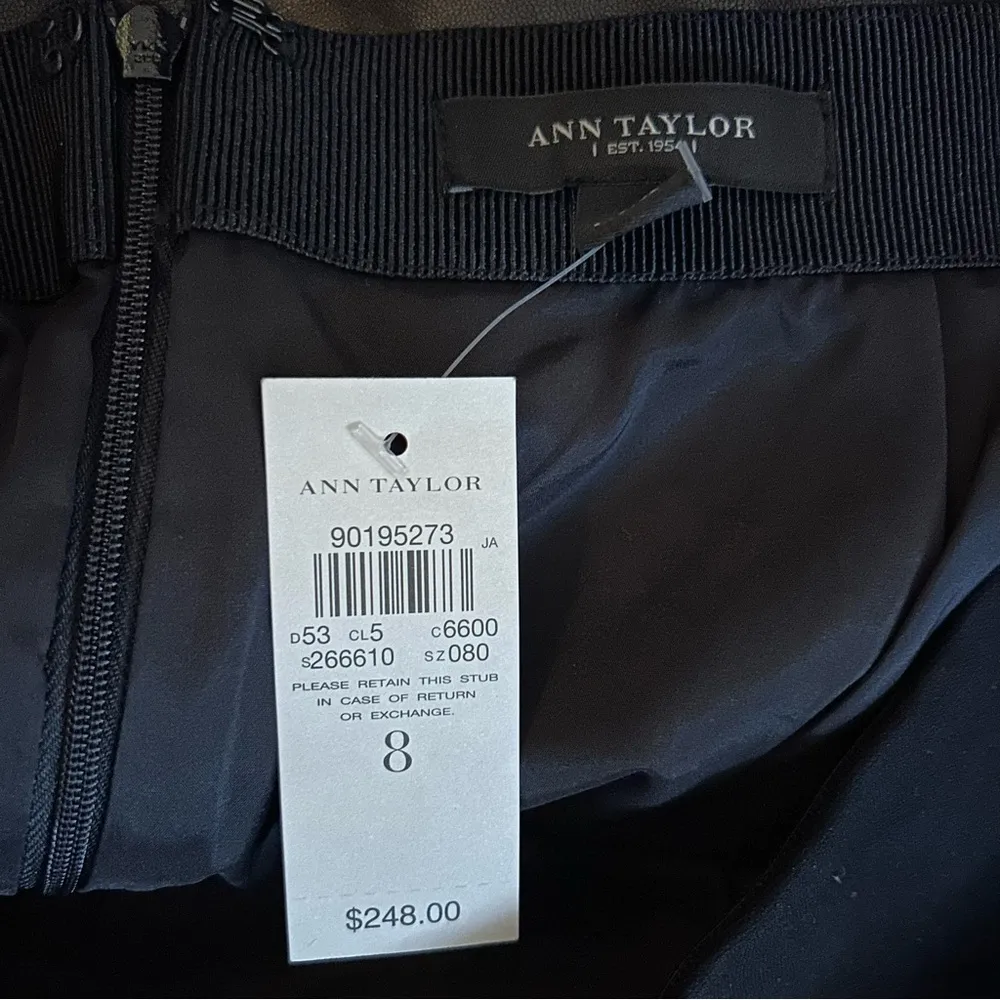 ANN TAYLOR
| EST. 1954 |
ANN TAYLOR
90195273 JA
D53 CL5 C6600
S266610 SZ080
PLEASE RETAIN THIS STUB
IN CASE OF RETURN
OR EXCHANGE.
8
$248.00